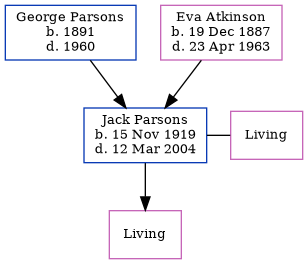 George Parsons
b. 1891
d. 1960
Eva Atkinson
b. 19 Dec 1887
d. 23 Apr 1963
Jack Parsons
b. 15 Nov 1919
d. 12 Mar 2004
Living
Living